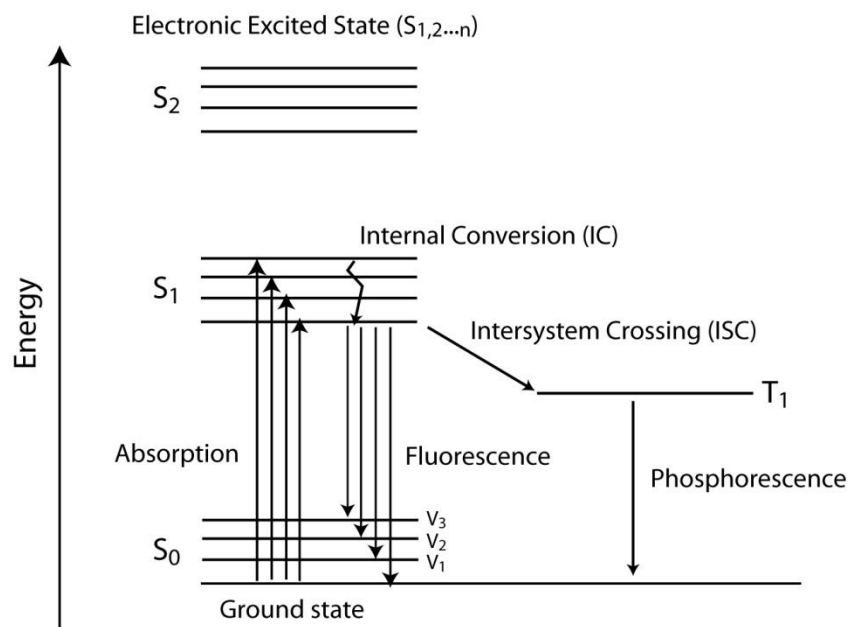 Electronic Excited State (S1,2...n)
S2
Internal Conversion (IC)
S1
Intersystem Crossing (ISC)
Energy
T1
Absorption
Fluorescence
Phosphorescence
V3
V2
S0
V1
Ground state